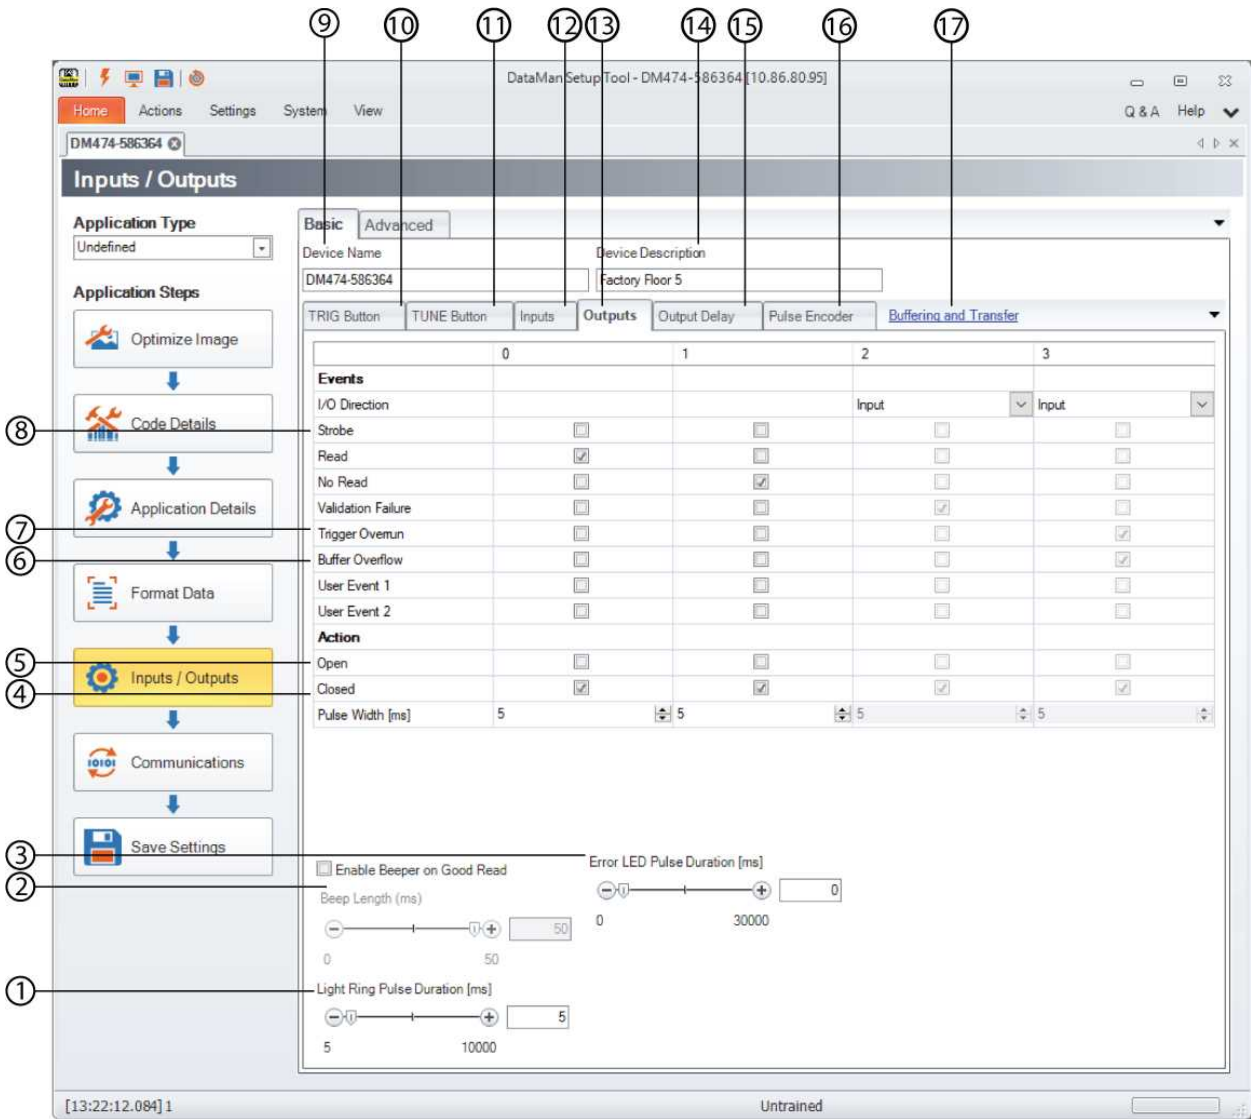 9 10 11 12 13 14 15 16 17
DataMan Setup Tool - DM474-586364 [10.86.80.95]
Home Actions Settings System View Q & A Help
DM474-586364
Inputs / Outputs
Application Type
Undefined
Application Steps
Optimize Image
Code Details
Application Details
Format Data
Inputs / Outputs
Communications
Save Settings
Basic Advanced
Device Name Device Description
DM474-586364 Factory Floor 5
TRIG Button TUNE Button Inputs Outputs Output Delay Pulse Encoder Buffering and Transfer
0 1 2 3
Events
I/O Direction Input Input
8 Strobe
Read
No Read
Validation Failure
7 Trigger Overrun
6 Buffer Overflow
User Event 1
User Event 2
Action
5 Open
4 Closed
Pulse Width [ms] 5 5 5 5
3 Error LED Pulse Duration [ms]
0
0 30000
Enable Beeper on Good Read
2 Beep Length (ms)
50
0 50
1 Light Ring Pulse Duration [ms]
5
5 10000
[13:22:12.084] 1 Untrained